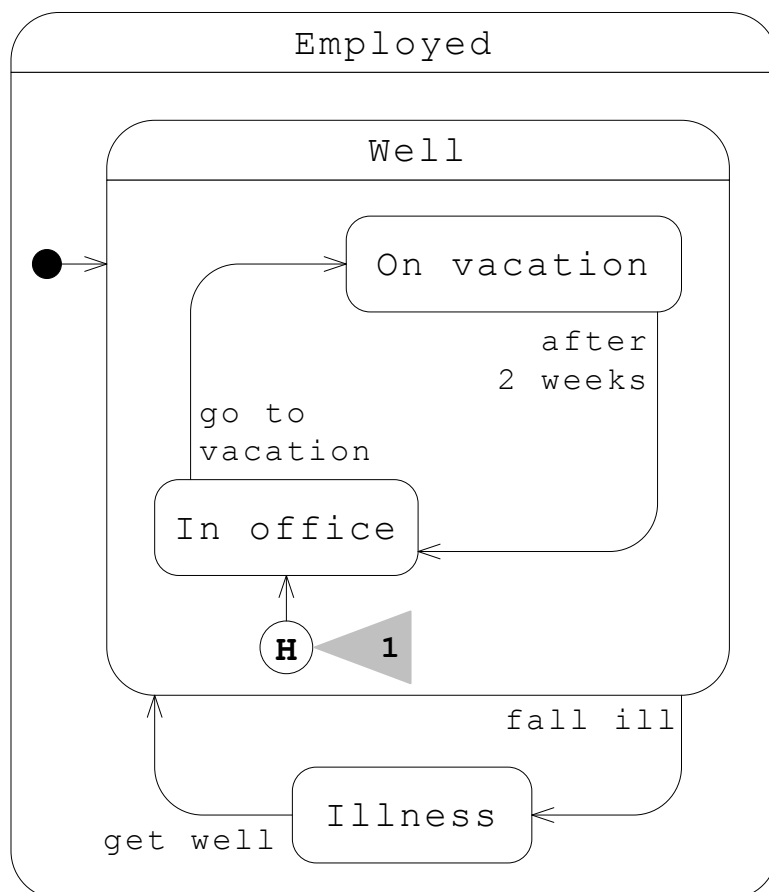 Employed
Well
On vacation
after
2 weeks
go to
vacation
In office
H
1
fall ill
Illness
get well